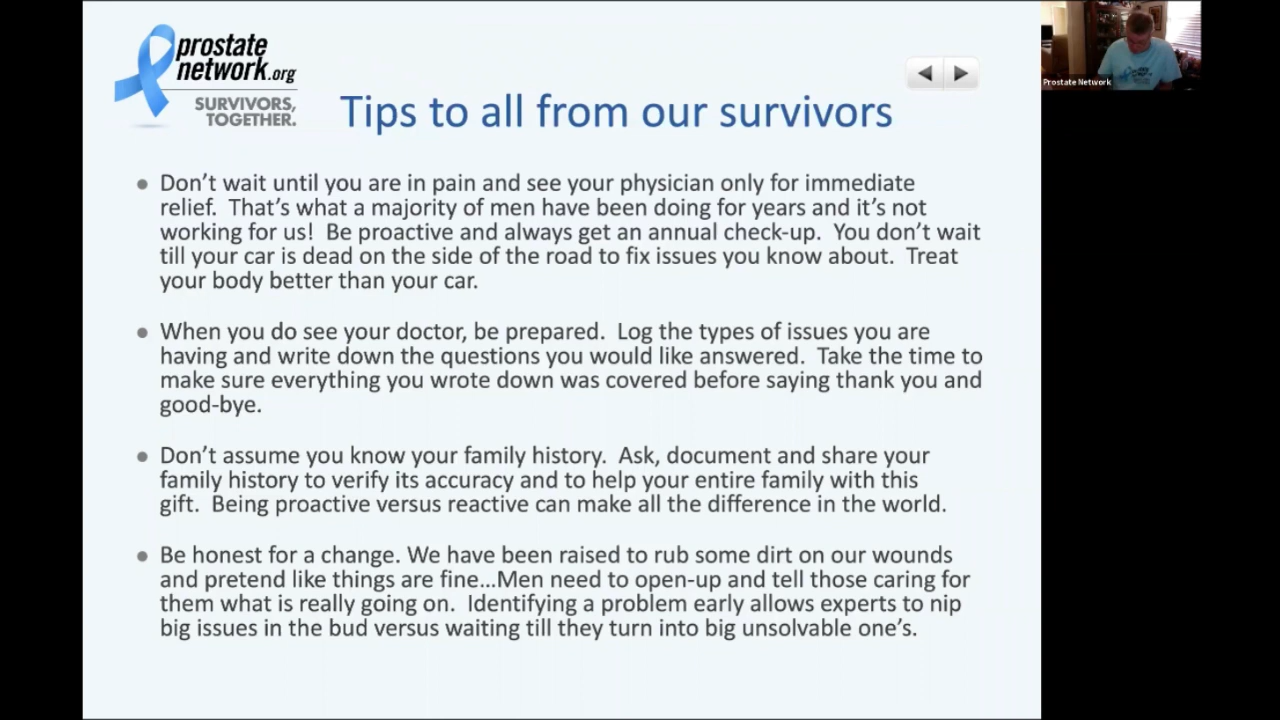 prostate
network.org
SURVIVORS,
TOGETHER.
Tips to all from our survivors
Don't wait until you are in pain and see your physician only for immediate
relief.  That's what a majority of men have been doing for years and it's not
working for us!  Be proactive and always get an annual check-up.  You don't wait
till your car is dead on the side of the road to fix issues you know about.  Treat
your body better than your car.
When you do see your doctor, be prepared.  Log the types of issues you are
having and write down the questions you would like answered.  Take the time to
make sure everything you wrote down was covered before saying thank you and
good-bye.
Don't assume you know your family history.  Ask, document and share your
family history to verify its accuracy and to help your entire family with this
gift.  Being proactive versus reactive can make all the difference in the world.
Be honest for a change. We have been raised to rub some dirt on our wounds
and pretend like things are fine…Men need to open-up and tell those caring for
them what is really going on.  Identifying a problem early allows experts to nip
big issues in the bud versus waiting till they turn into big unsolvable one's.
Prostate Network